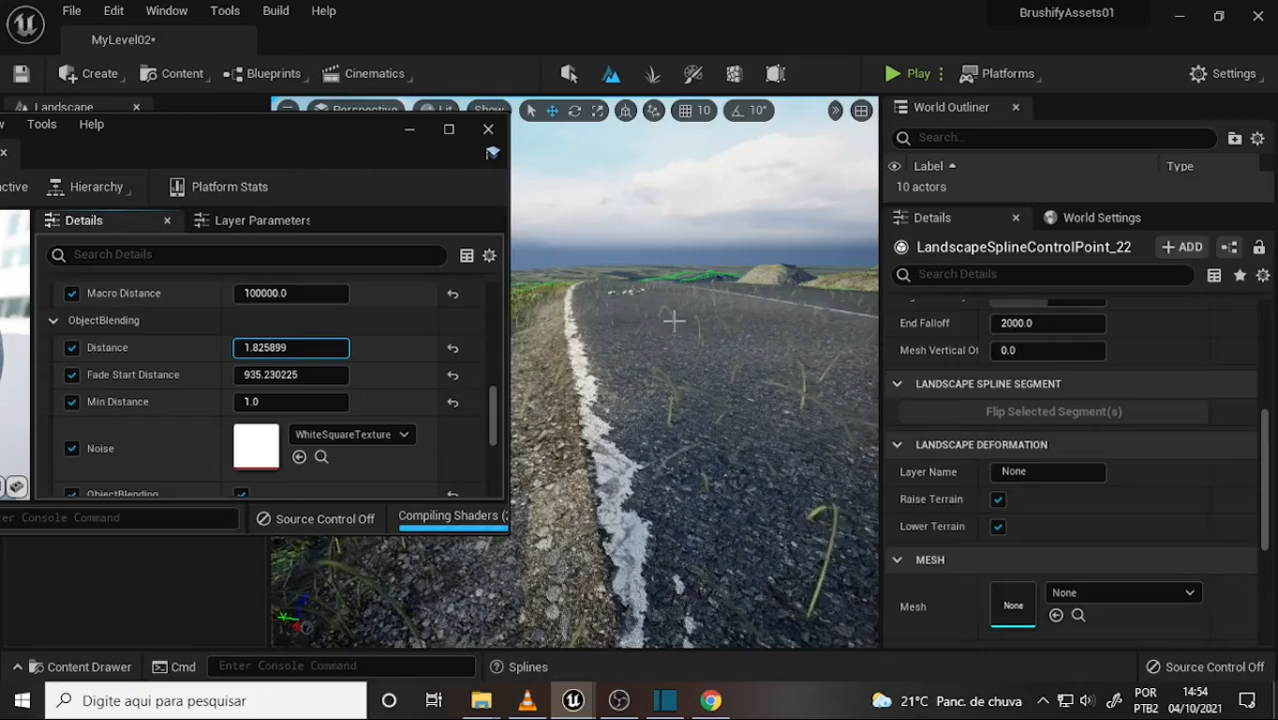 File Edit Window Tools Build Help
BrushifyAssets01
MyLevel02*
Create Content Blueprints Cinematics Play Platforms Settings
Landscape
Perspective Lit Show 10 10°
World Outliner
Search...
Label Type
10 actors
Details World Settings
LandscapeSplineControlPoint_22 + ADD
Search Details
End Falloff 2000.0
Mesh Vertical Of 0.0
LANDSCAPE SPLINE SEGMENT
Flip Selected Segment(s)
LANDSCAPE DEFORMATION
Layer Name None
Raise Terrain
Lower Terrain
MESH
Mesh None None
Tools Help
Hierarchy Platform Stats
Details Layer Parameters
Search Details
Macro Distance 100000.0
ObjectBlending
Distance 1.825899
Fade Start Distance 935.230225
Min Distance 1.0
Noise WhiteSquareTexture
ObjectBlending
Console Command Source Control Off Compiling Shaders
Content Drawer Cmd Enter Console Command Splines Source Control Off
Digite aqui para pesquisar
21°C Panc. de chuva
POR
PTB2
14:54
04/10/2021